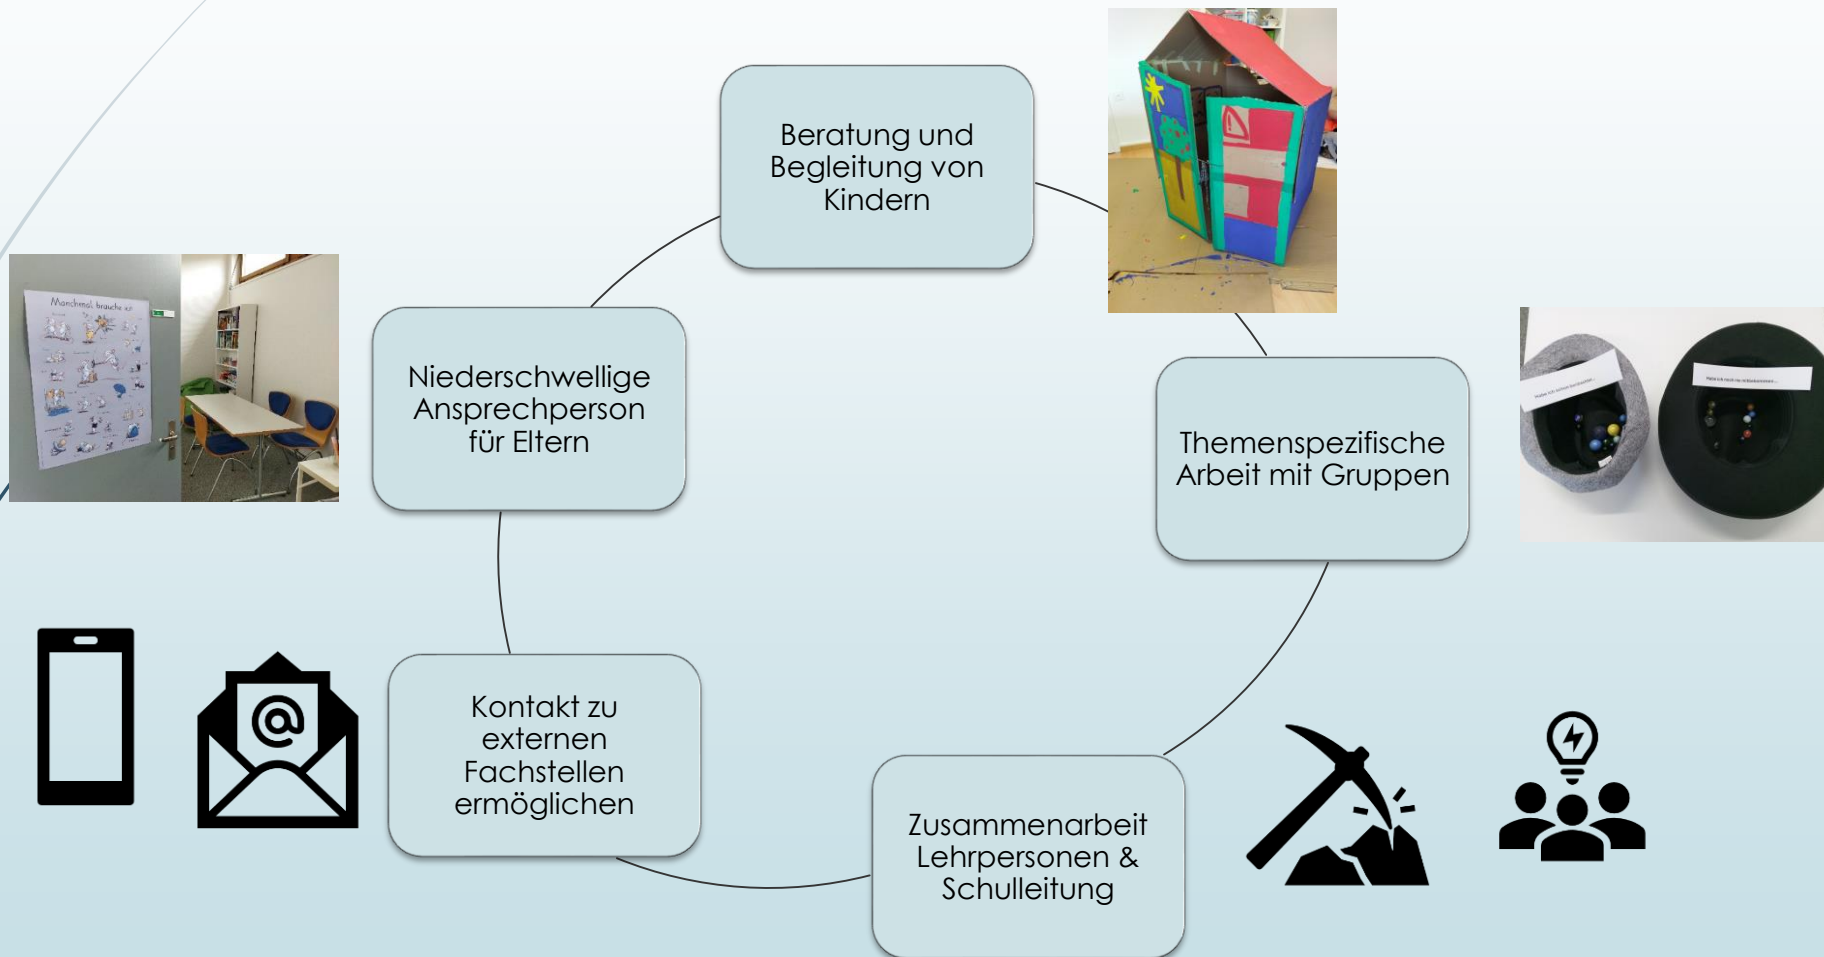 Beratung und
Begleitung von
Kindern
Manchmal brauche ich
Niederschwellige
Ansprechperson
für Eltern
Themenspezifische
Arbeit mit Gruppen
Kontakt zu
externen
Fachstellen
ermöglichen
@
Zusammenarbeit
Lehrpersonen &
Schulleitung